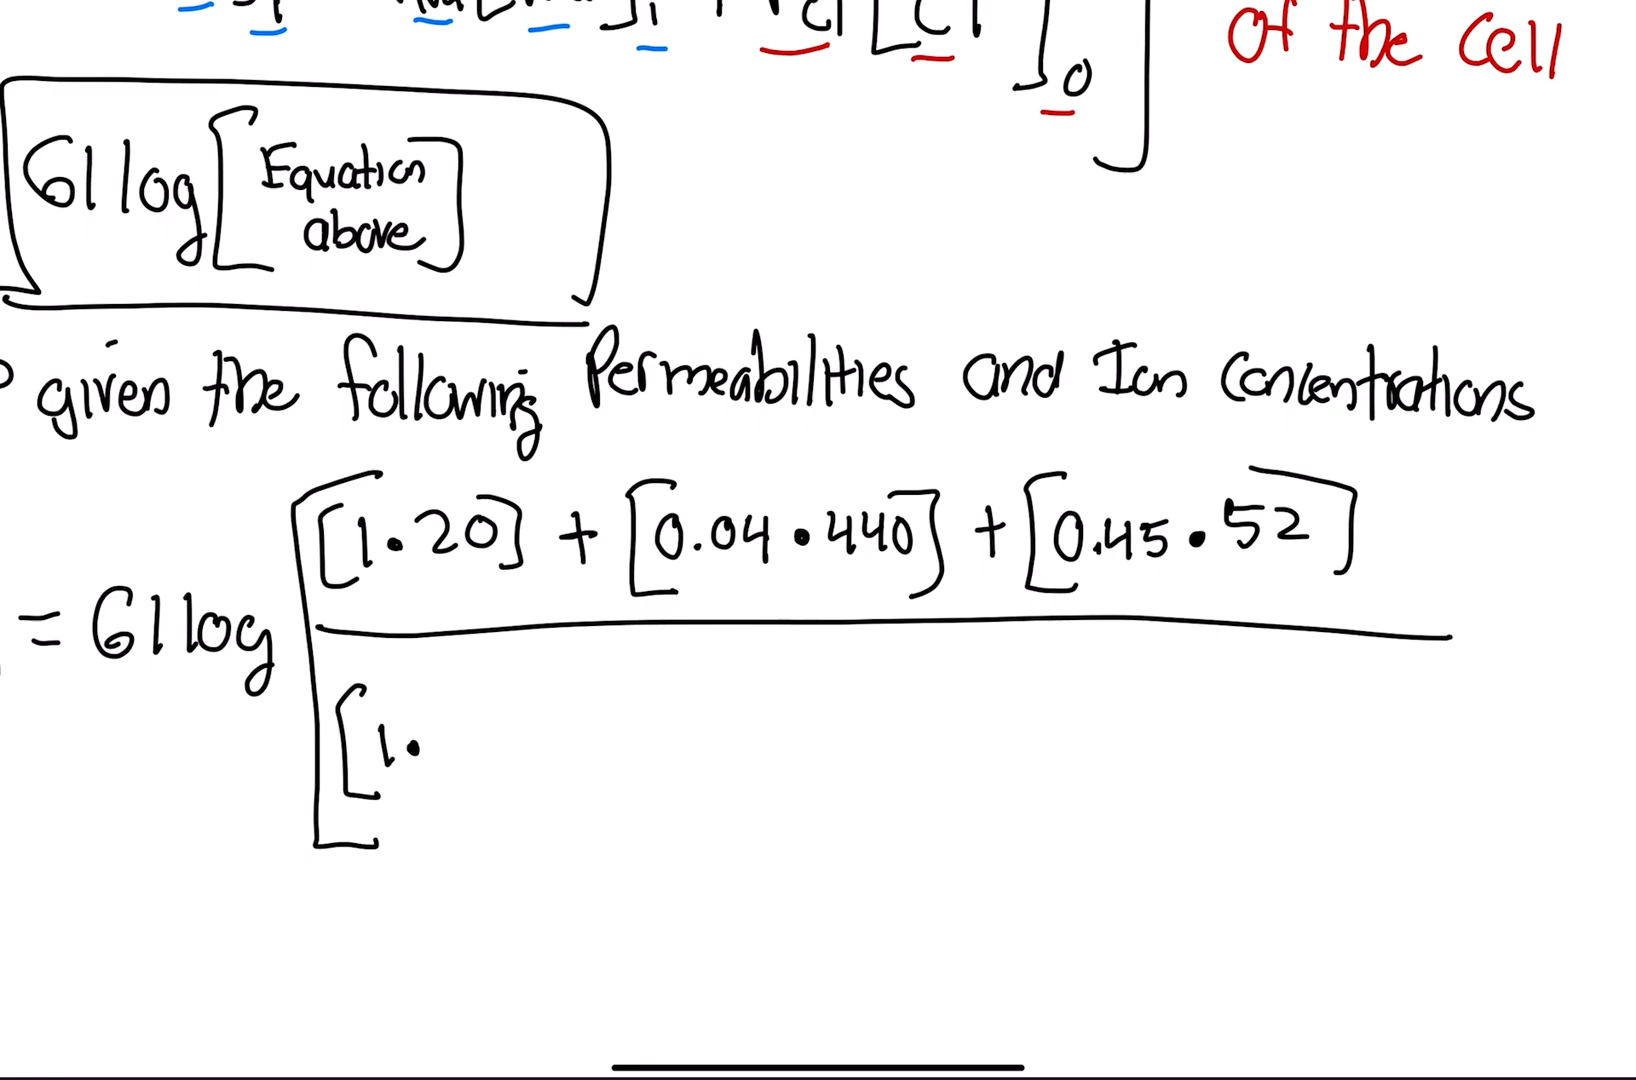 0
of the cell
61 log [ Equation
above ]
given the following Permeabilities and Ion Concentrations
[1 · 20] + [0.04 · 440] + [0.45 · 52]
= 61 log
[1 ·